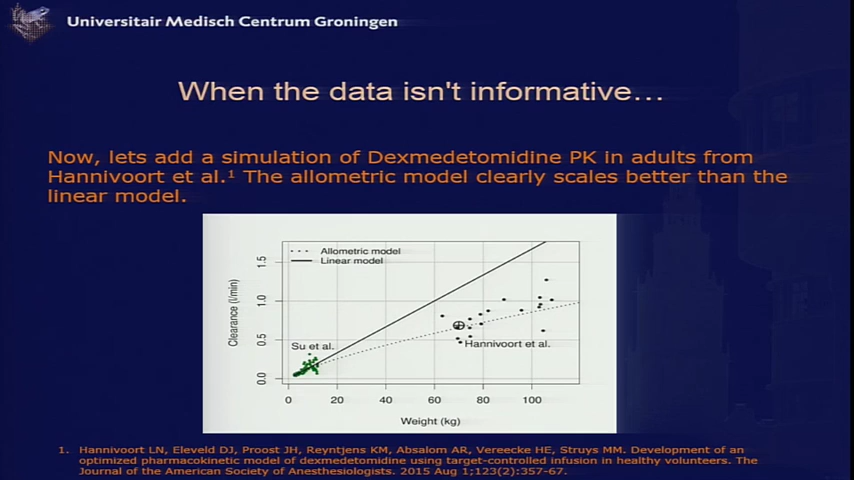 Universitair Medisch Centrum Groningen
When the data isn't informative...
Now, lets add a simulation of Dexmedetomidine PK in adults from
Hannivoort et al.1 The allometric model clearly scales better than the
linear model.
Allometric model
Linear model
1.5
1.0
0.5
0.0
Clearance (l/min)
Su et al.
Hannivoort et al.
0 20 40 60 80 100
Weight (kg)
1. Hannivoort LN, Eleveld DJ, Proost JH, Reyntjens KM, Absalom AR, Vereecke HE, Struys MM. Development of an
optimized pharmacokinetic model of dexmedetomidine using target-controlled infusion in healthy volunteers. The
Journal of the American Society of Anesthesiologists. 2015 Aug 1;123(2):357-67.